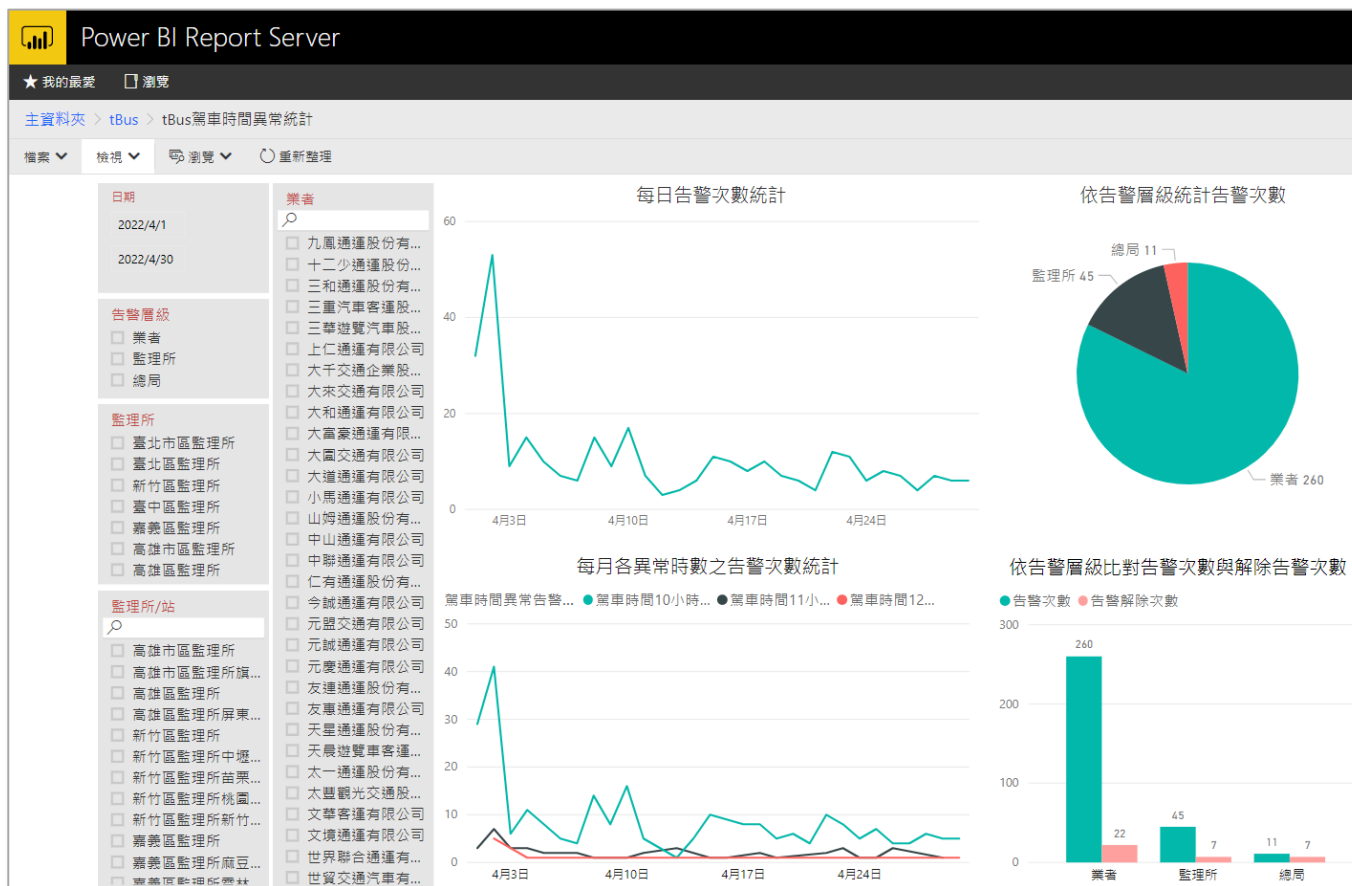 Power BI Report Server
我的最愛 瀏覽
主資料夾 > tBus > tBus駕車時間異常統計
檔案 檢視 瀏覽 重新整理
日期
2022/4/1
2022/4/30
告警層級
業者
監理所
總局
監理所
臺北市區監理所
臺北區監理所
新竹區監理所
臺中區監理所
嘉義區監理所
高雄市區監理所
高雄區監理所
監理所/站
高雄市區監理所
高雄市區監理所旗...
高雄區監理所
高雄區監理所屏東...
新竹區監理所
新竹區監理所中壢...
新竹區監理所苗栗...
新竹區監理所桃園...
新竹區監理所新竹...
嘉義區監理所
嘉義區監理所麻豆...
嘉義區監理所雲林...
業者
九鳳通運股份有...
十二少通運股份...
三和通運股份有...
三重汽車客運股...
三華遊覽汽車股...
上仁通運有限公司
大千交通企業股...
大來交通有限公司
大和通運有限公司
大富豪通運有限...
大園交通有限公司
大道通運有限公司
小馬通運有限公司
山姆通運股份有...
中山通運有限公司
中聯通運有限公司
仁有通運股份有...
今誠通運有限公司
元盟交通有限公司
元誠通運有限公司
元慶通運有限公司
友連通運股份有...
友惠通運有限公司
天星通運股份有...
天晨遊覽車客運...
太一通運股份有...
太豐觀光交通股...
文華客運有限公司
文境通運有限公司
世界聯合通運有...
世貿交通汽車有...
每日告警次數統計
60
40
20
0
4月3日 4月10日 4月17日 4月24日
依告警層級統計告警次數
總局 11
監理所 45
業者 260
每月各異常時數之告警次數統計
駕車時間異常告警... 駕車時間10小時... 駕車時間11小... 駕車時間12...
50
40
30
20
10
0
4月3日 4月10日 4月17日 4月24日
依告警層級比對告警次數與解除告警次數
告警次數 告警解除次數
300
200
100
0
260
22
45
7
11
7
業者 監理所 總局